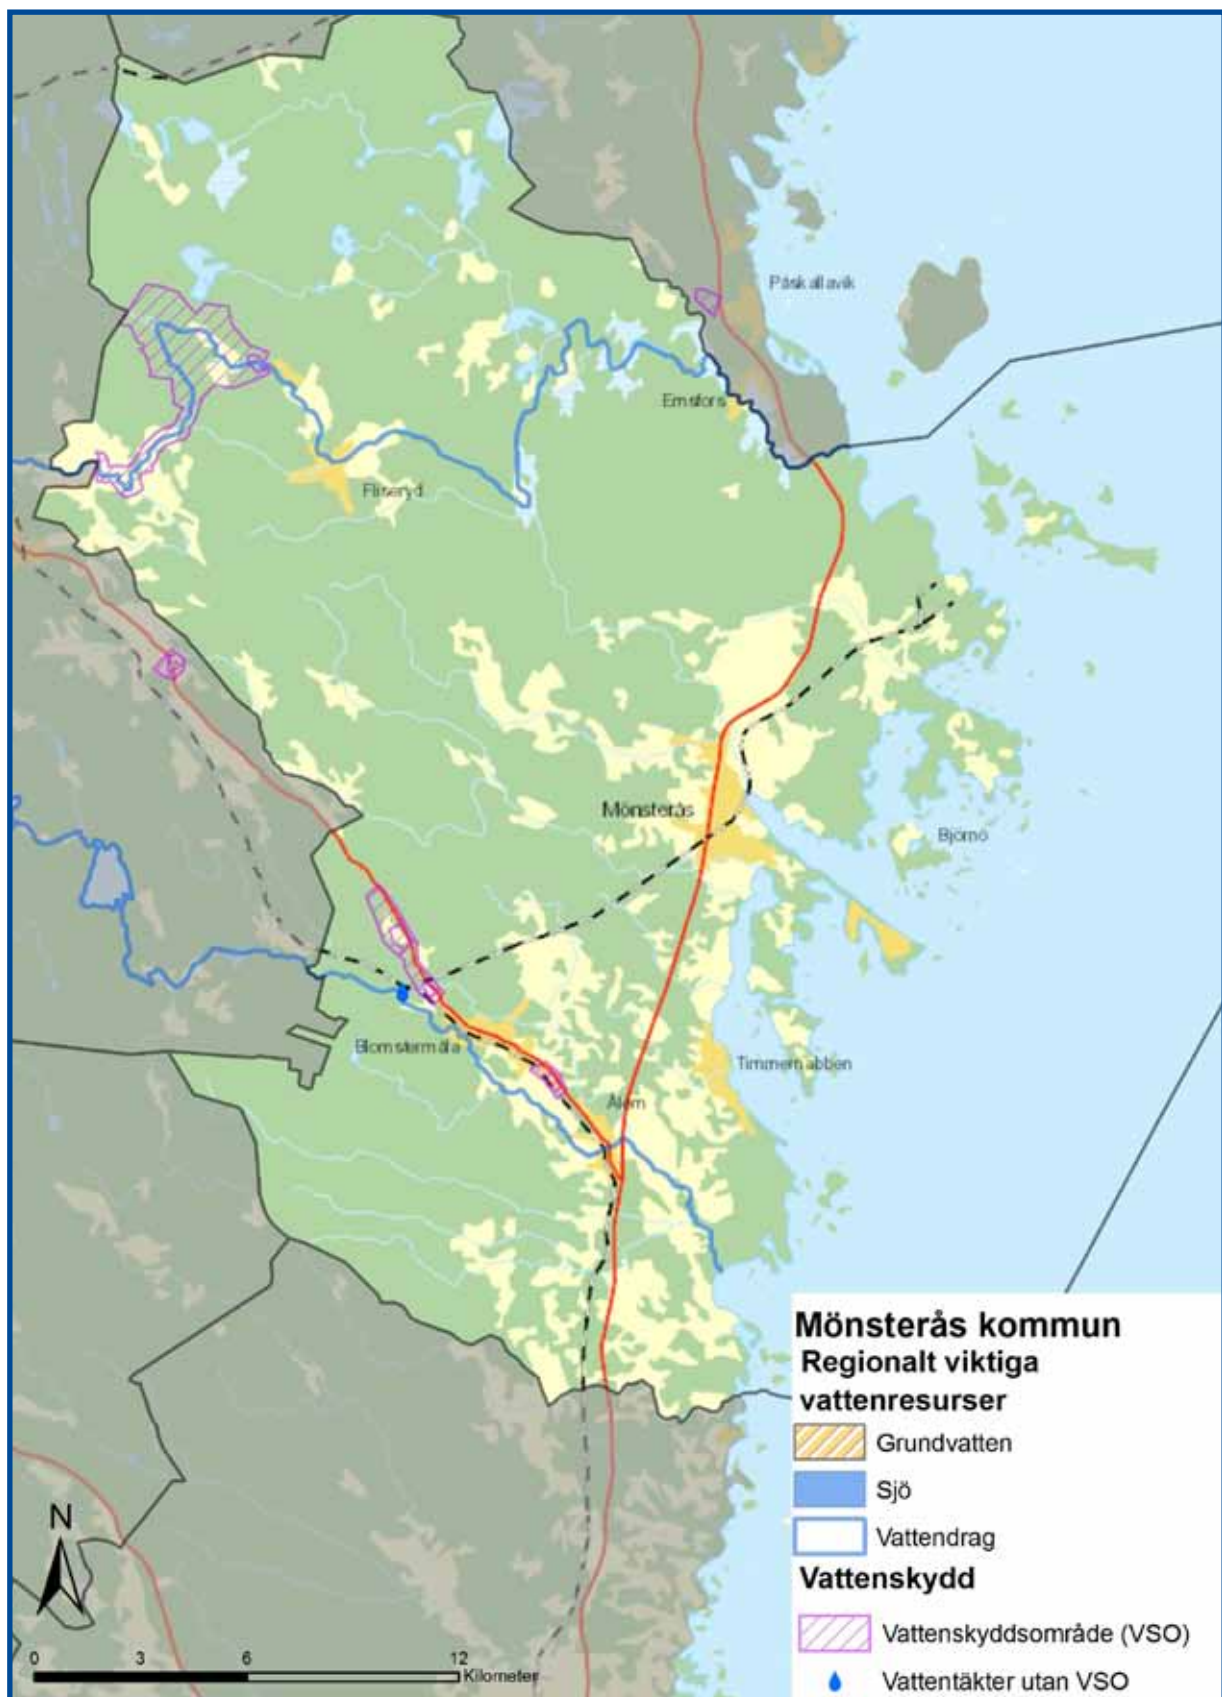 Påskallavik
Emsfors
Fliseryd
Mönsterås
Björnö
Blomstermåla
Timmernabben
Ålem
Mönsterås kommun
Regionalt viktiga
vattenresurser
Grundvatten
Sjö
Vattendrag
Vattenskydd
Vattenskyddsområde (VSO)
Vattentäkter utan VSO
N
0 3 6 12
Kilometer